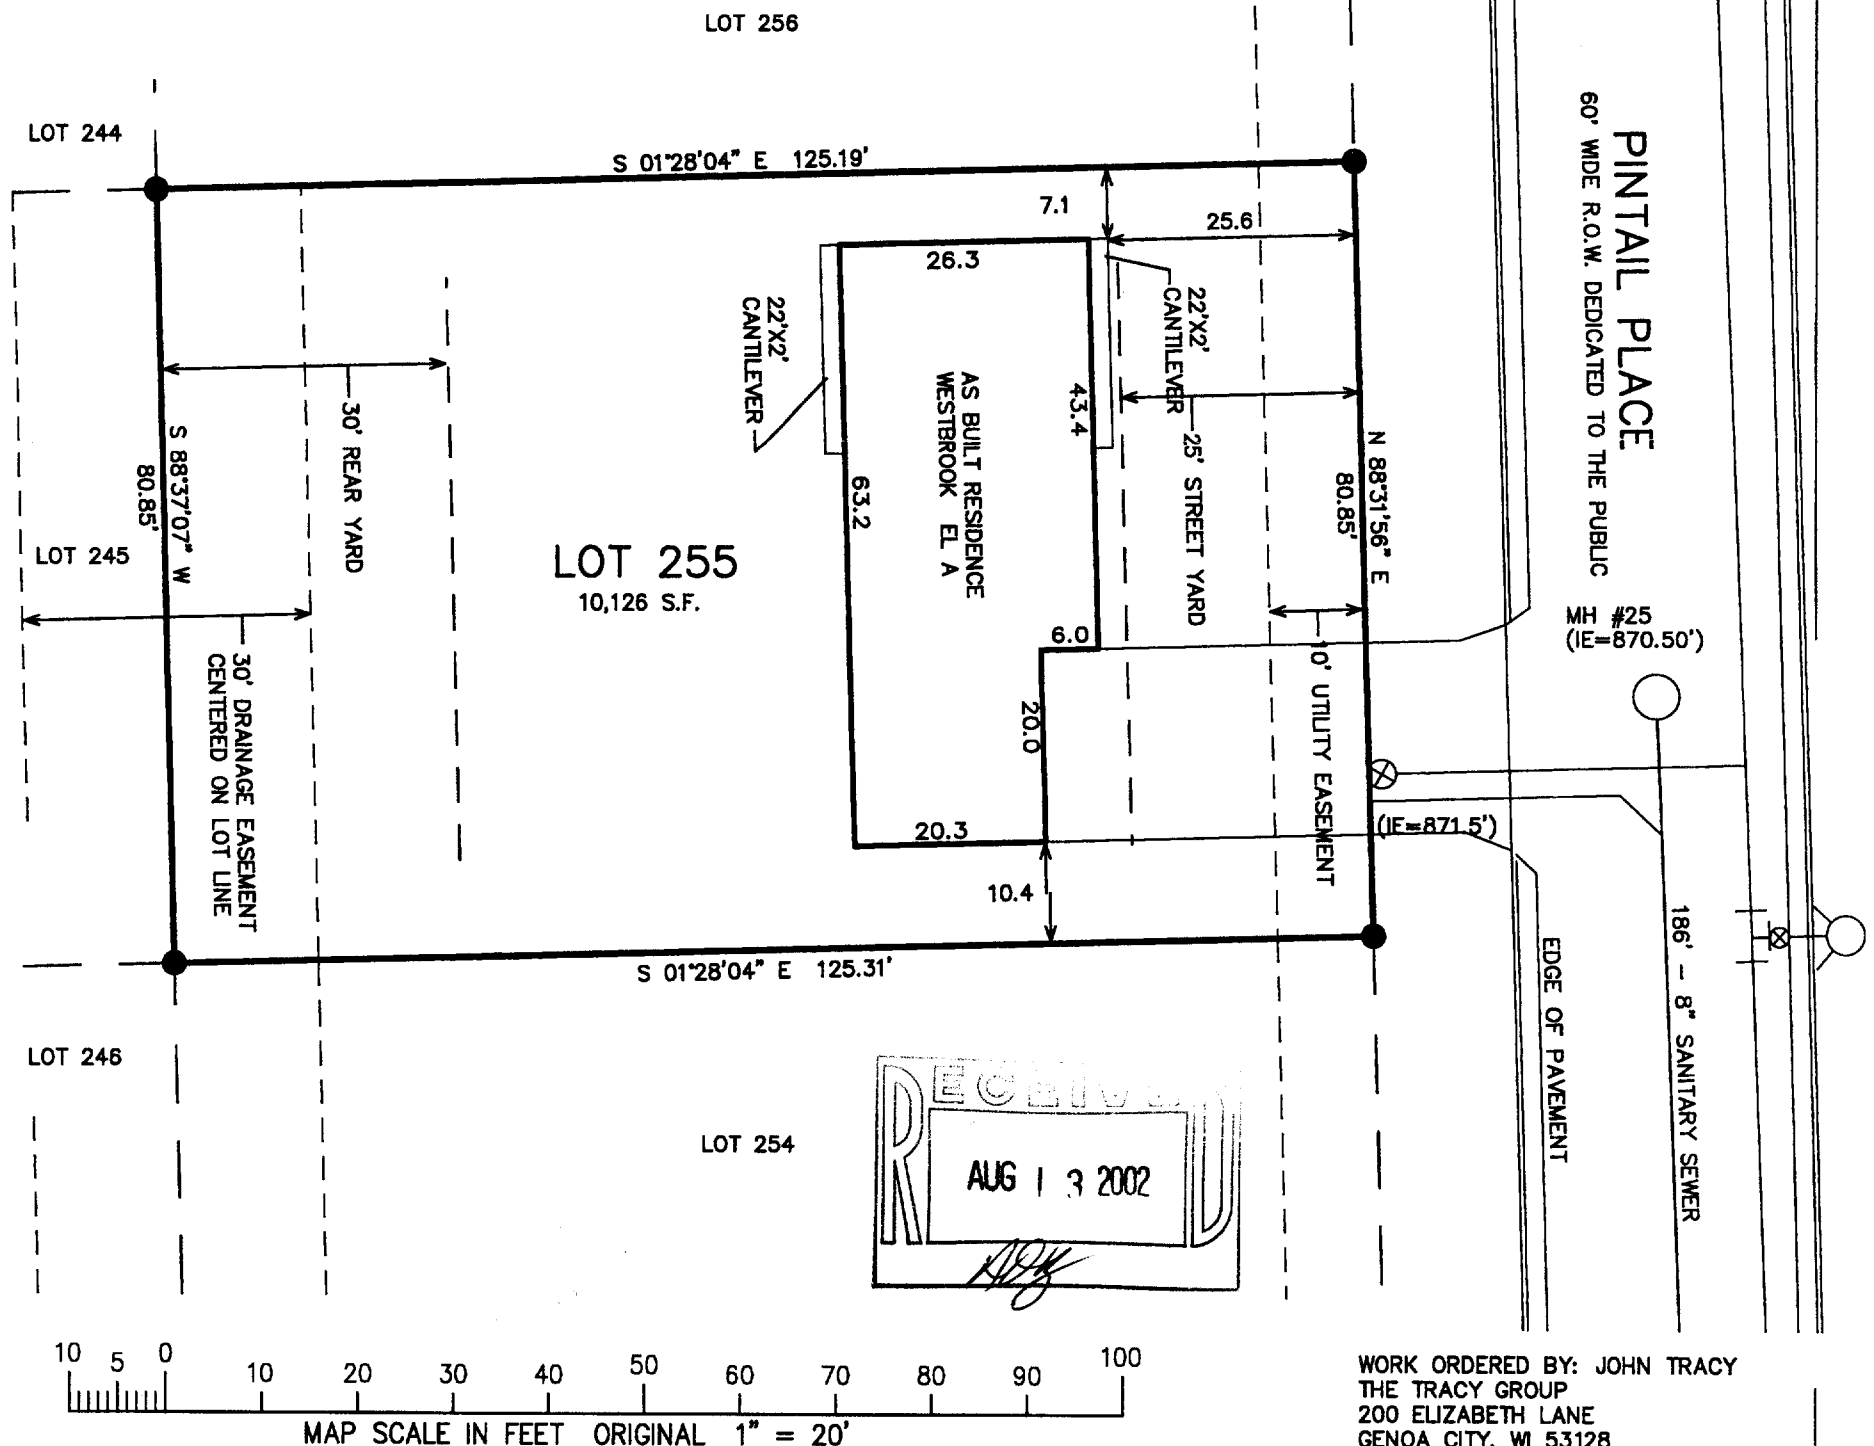 LOT 256
LOT 244
S 01°28'04" E 125.19'
PINTAIL PLACE
60' WIDE R.O.W. DEDICATED TO THE PUBLIC
7.1
25.6
26.3
22'X2'
CANTILEVER
22'X2'
CANTILEVER
43.4
AS BUILT RESIDENCE
WESTBROOK EL A
30' REAR YARD
25' STREET YARD
S 88°37'07" W
80.85'
N 88°31'56" E
80.85'
63.2
LOT 245
LOT 255
10,126 S.F.
MH #25
(IE=870.50')
6.0
10' UTILITY EASEMENT
30' DRAINAGE EASEMENT
CENTERED ON LOT LINE
20.0
20.3
(IE=871.5')
10.4
186' - 8" SANITARY SEWER
EDGE OF PAVEMENT
S 01°28'04" E 125.31'
LOT 246
LOT 254
RECEIVED
AUG 13 2002
10 5 0 10 20 30 40 50 60 70 80 90 100
MAP SCALE IN FEET ORIGINAL 1" = 20'
WORK ORDERED BY: JOHN TRACY
THE TRACY GROUP
200 ELIZABETH LANE
GENOA CITY, WI 53128